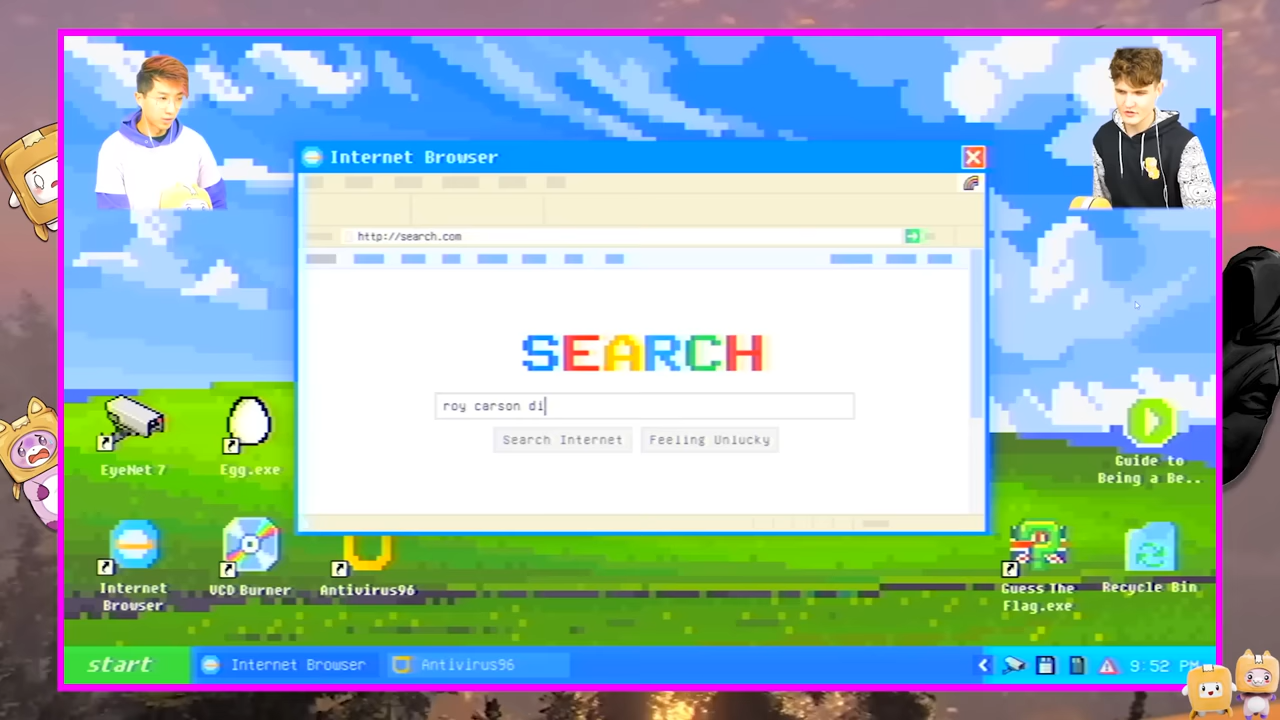 Internet Browser
http://search.com
SEARCH
roy carson di
Search Internet
Feeling Unlucky
EyeNet 7
Egg.exe
Guide to
Being a Be..
Internet
Browser
VCD Burner
Antivirus96
Guess The
Flag.exe
Recycle Bin
start
Internet Browser
Antivirus96
9:52 PM